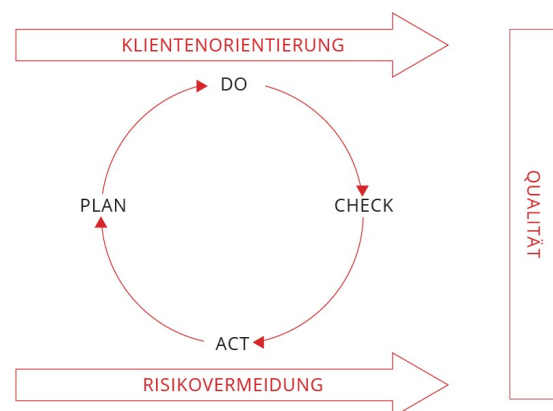 KLIENTENORIENTIERUNG
DO
PLAN
CHECK
ACT
RISIKOVERMEIDUNG
QUALITÄT